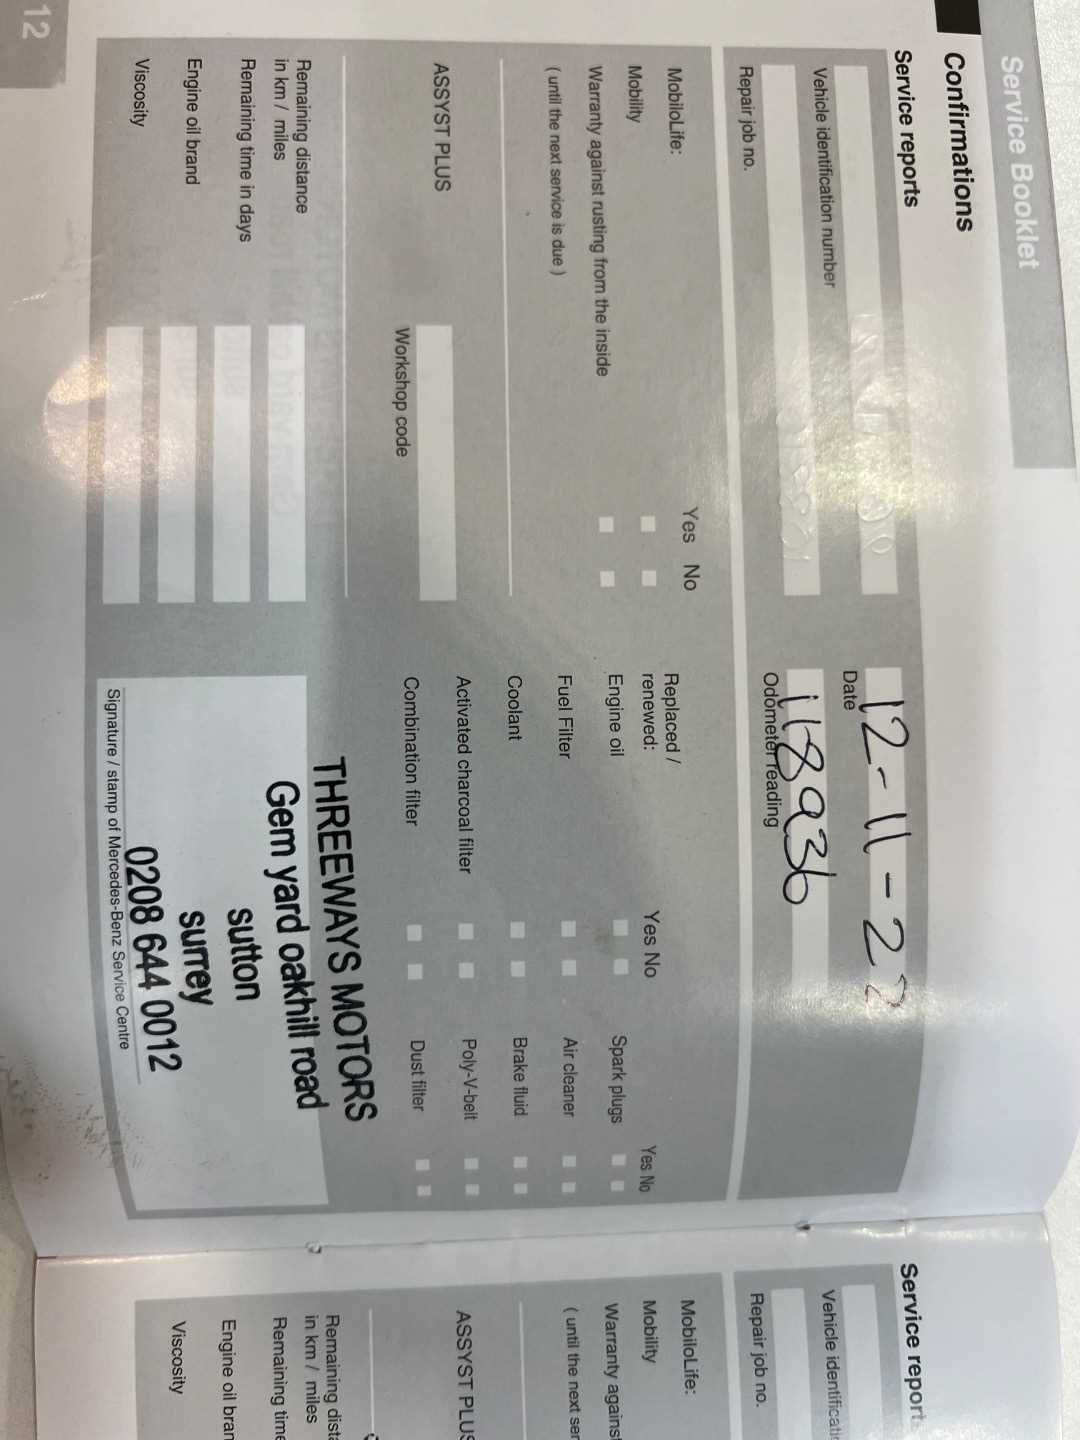 Service Booklet
Confirmations
Service reports
Vehicle identification number
Repair job no.
12-11-22
Date
118936
Odometer reading
MobiloLife:
Yes No
Mobility
Warranty against rusting from the inside
( until the next service is due )
ASSYST PLUS
Workshop code
Remaining distance
in km / miles
Remaining time in days
Engine oil brand
Viscosity
Replaced /
renewed:
Yes No
Yes No
Engine oil
Spark plugs
Fuel Filter
Air cleaner
Coolant
Brake fluid
Activated charcoal filter
Poly-V-belt
Combination filter
Dust filter
THREEWAYS MOTORS
Gem yard oakhill road
sutton
surrey
0208 644 0012
Signature / stamp of Mercedes-Benz Service Centre
12
Service report
Vehicle identificati
Repair job no.
MobiloLife:
Mobility
Warranty against
( until the next ser
ASSYST PLUS
Remaining dista
in km / miles
Remaining time
Engine oil bran
Viscosity